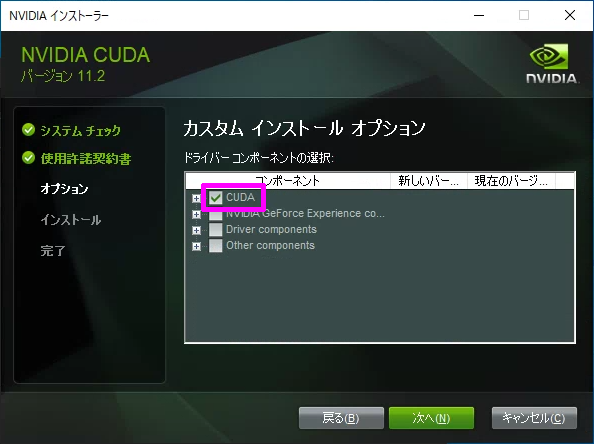 NVIDIA インストーラー
NVIDIA CUDA
バージョン 11.2
NVIDIA.
システム チェック
使用許諾契約書
オプション
インストール
完了
カスタム インストール オプション
ドライバー コンポーネントの選択:
コンポーネント 新しいバー... 現在のバージ...
CUDA
NVIDIA GeForce Experience co...
Driver components
Other components
戻る(B) 次へ(N) キャンセル(C)